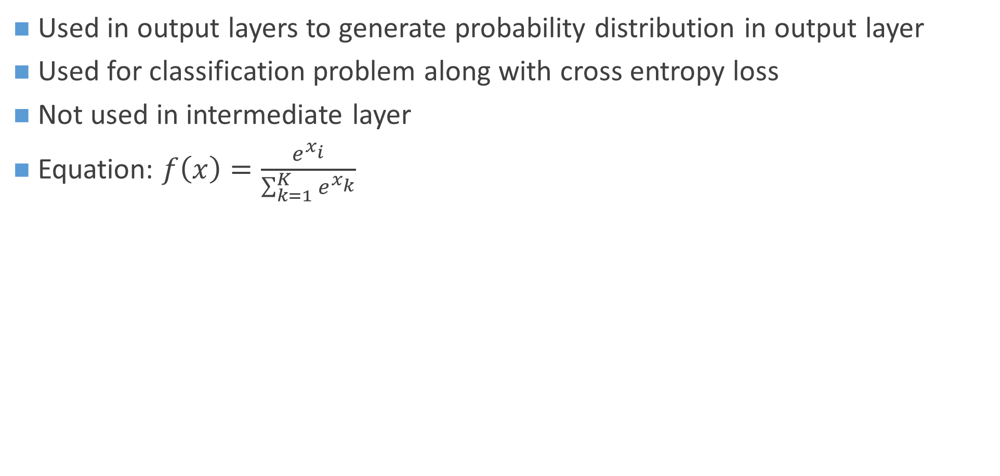 ■ Used in output layers to generate probability distribution in output layer
■ Used for classification problem along with cross entropy loss
■ Not used in intermediate layer
■ Equation: $f(x) = \frac{e^{x_i}}{\sum_{k=1}^{K} e^{x_k}}$